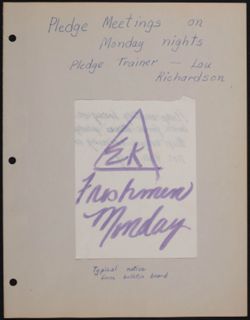 Pledge Meetings on
Monday nights
Pledge Trainer — Lou
Richardson
ΣK
Freshmen
Monday
Typical notice
from bulletin board